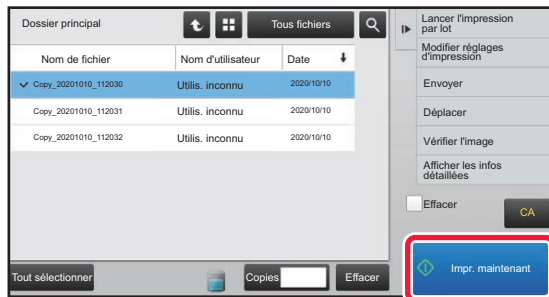 Dossier principal
Tous fichiers
Nom de fichier
Nom d'utilisateur
Date
Copy_20201010_112030
Utilis. inconnu
2020/10/10
Copy_20201010_112031
Utilis. inconnu
2020/10/10
Copy_20201010_112032
Utilis. inconnu
2020/10/10
Tout sélectionner
Copies
Effacer
Lancer l'impression
par lot
Modifier réglages
d'impression
Envoyer
Déplacer
Vérifier l'image
Afficher les infos
détaillées
Effacer
CA
Impr. maintenant